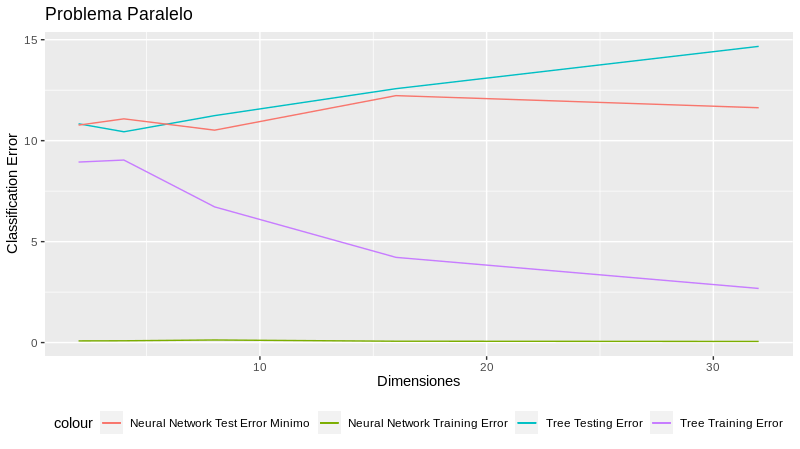 Problema Paralelo
15
10
5
0
Classification Error
10 20 30
Dimensiones
colour Neural Network Test Error Minimo Neural Network Training Error Tree Testing Error Tree Training Error